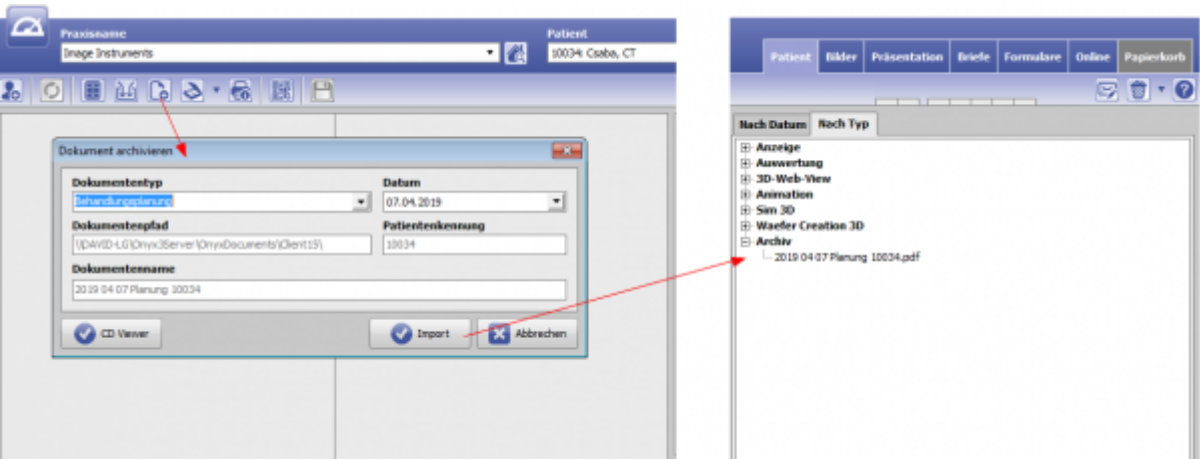 Praxisname
Patient
Image Instruments
10034: Csaba, CT
Dokument archivieren
Dokumententyp
Datum
Behandlungsplanung
07.04.2019
Dokumentenpfad
Patientenkennung
\\DAVID-LG\Onyx3Server\OnyxDocuments\Client15\
10034
Dokumentenname
2019 04 07 Planung 10034
CD Viewer
Import
Abbrechen
Patient Bilder Präsentation Briefe Formulare Online Papierkorb
Nach Datum Nach Typ
Anzeige
Auswertung
3D-Web-View
Animation
Sim 3D
Waefer Creation 3D
Archiv
2019 04 07 Planung 10034.pdf